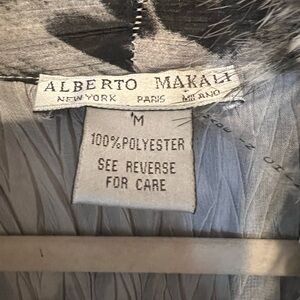 ALBERTO MAKALI
NEW YORK PARIS MILANO
M
100% POLYESTER
SEE REVERSE
FOR CARE